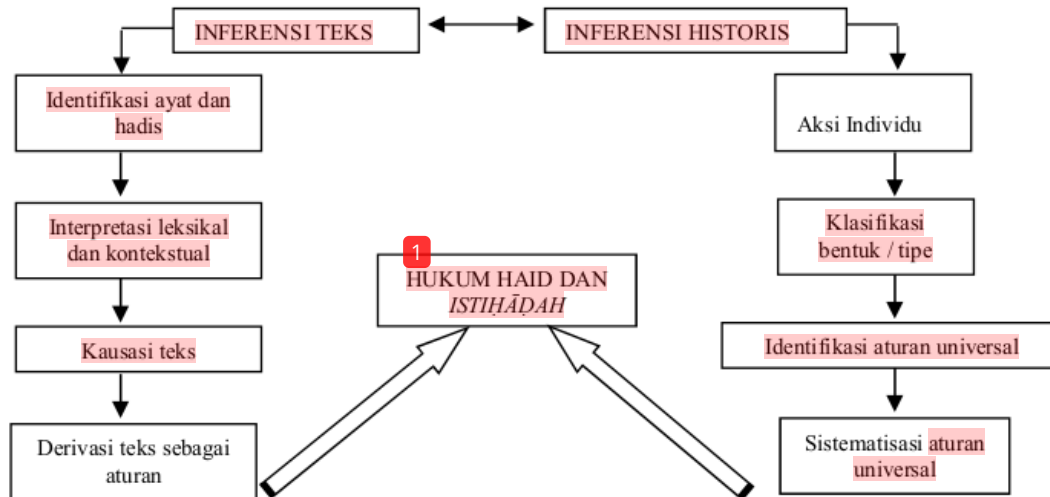 INFERENSI TEKS
INFERENSI HISTORIS
Identifikasi ayat dan
hadis
Aksi Individu
Interpretasi leksikal
dan kontekstual
Klasifikasi
bentuk / tipe
1
HUKUM HAID DAN
ISTIḤĀḌAH
Kausasi teks
Identifikasi aturan universal
Derivasi teks sebagai
aturan
Sistematisasi aturan
universal